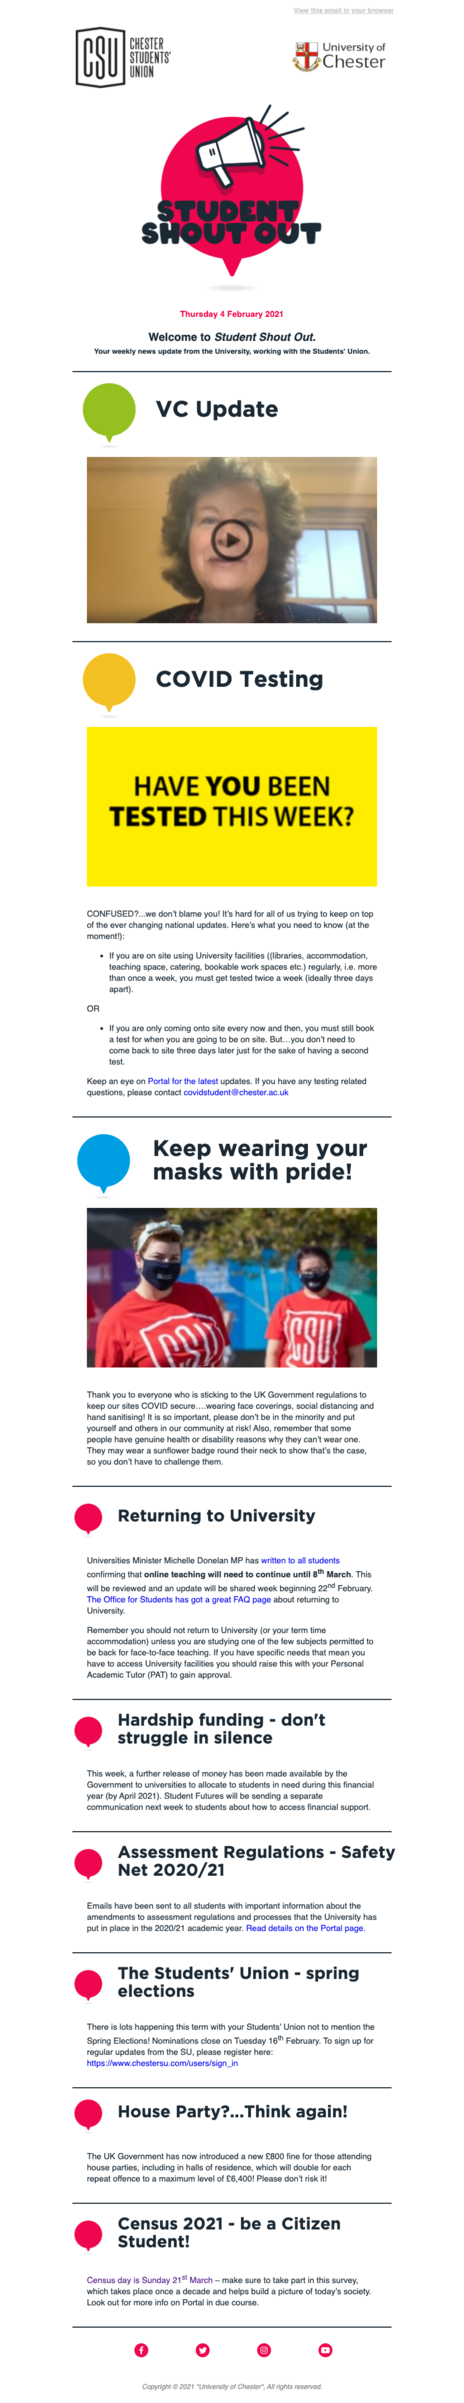 View this email in your browser
CSU
CHESTER
STUDENTS'
UNION
University of
Chester
STUDENT
SHOUT OUT
Thursday 4 February 2021
Welcome to Student Shout Out.
Your weekly news update from the University, working with the Students' Union.
VC Update
COVID Testing
HAVE YOU BEEN
TESTED THIS WEEK?
CONFUSED?...we don't blame you! It's hard for all of us trying to keep on top
of the ever changing national updates. Here's what you need to know (at the
moment!):
• If you are on site using University facilities ((libraries, accommodation,
teaching space, catering, bookable work spaces etc.) regularly, i.e. more
than once a week, you must get tested twice a week (ideally three days
apart).
OR
• If you are only coming onto site every now and then, you must still book
a test for when you are going to be on site. But…you don't need to
come back to site three days later just for the sake of having a second
test.
Keep an eye on Portal for the latest updates. If you have any testing related
questions, please contact covidstudent@chester.ac.uk
Keep wearing your
masks with pride!
CSU
CSU
Thank you to everyone who is sticking to the UK Government regulations to
keep our sites COVID secure….wearing face coverings, social distancing and
hand sanitising! It is so important, please don't be in the minority and put
yourself and others in our community at risk! Also, remember that some
people have genuine health or disability reasons why they can't wear one.
They may wear a sunflower badge round their neck to show that's the case,
so you don't have to challenge them.
Returning to University
Universities Minister Michelle Donelan MP has written to all students
confirming that online teaching will need to continue until 8th March. This
will be reviewed and an update will be shared week beginning 22nd February.
The Office for Students has got a great FAQ page about returning to
University.
Remember you should not return to University (or your term time
accommodation) unless you are studying one of the few subjects permitted to
be back for face-to-face teaching. If you have specific needs that mean you
have to access University facilities you should raise this with your Personal
Academic Tutor (PAT) to gain approval.
Hardship funding - don't
struggle in silence
This week, a further release of money has been made available by the
Government to universities to allocate to students in need during this financial
year (by April 2021). Student Futures will be sending a separate
communication next week to students about how to access financial support.
Assessment Regulations - Safety
Net 2020/21
Emails have been sent to all students with important information about the
amendments to assessment regulations and processes that the University has
put in place in the 2020/21 academic year. Read details on the Portal page.
The Students' Union - spring
elections
There is lots happening this term with your Students' Union not to mention the
Spring Elections! Nominations close on Tuesday 16th February. To sign up for
regular updates from the SU, please register here:
https://www.chestersu.com/users/sign_in
House Party?...Think again!
The UK Government has now introduced a new £800 fine for those attending
house parties, including in halls of residence, which will double for each
repeat offence to a maximum level of £6,400! Please don't risk it!
Census 2021 - be a Citizen
Student!
Census day is Sunday 21st March – make sure to take part in this survey,
which takes place once a decade and helps build a picture of today's society.
Look out for more info on Portal in due course.
Copyright © 2021 "University of Chester", All rights reserved.